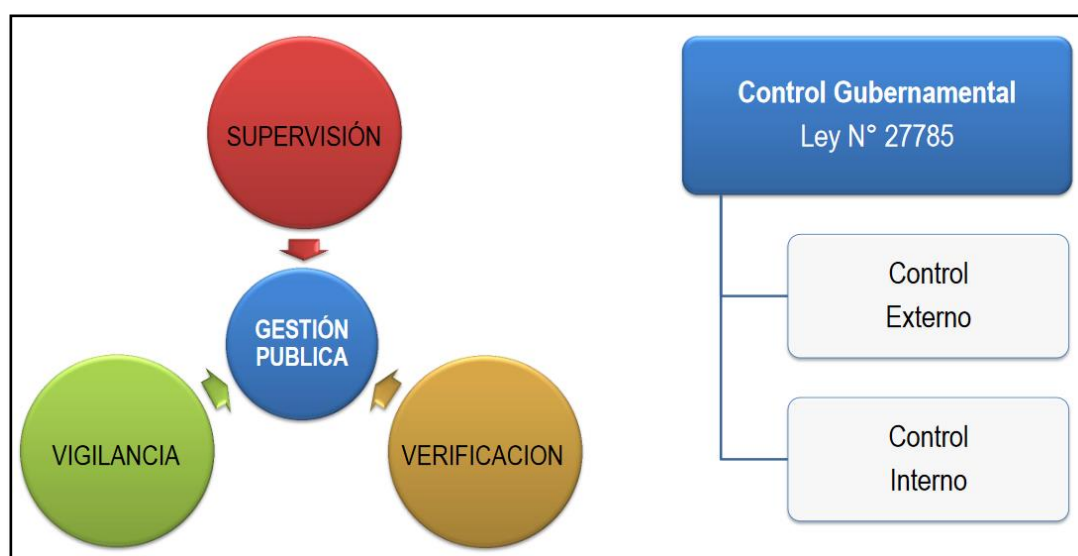 SUPERVISIÓN
GESTIÓN
PUBLICA
VIGILANCIA
VERIFICACION
Control Gubernamental
Ley N° 27785
Control
Externo
Control
Interno